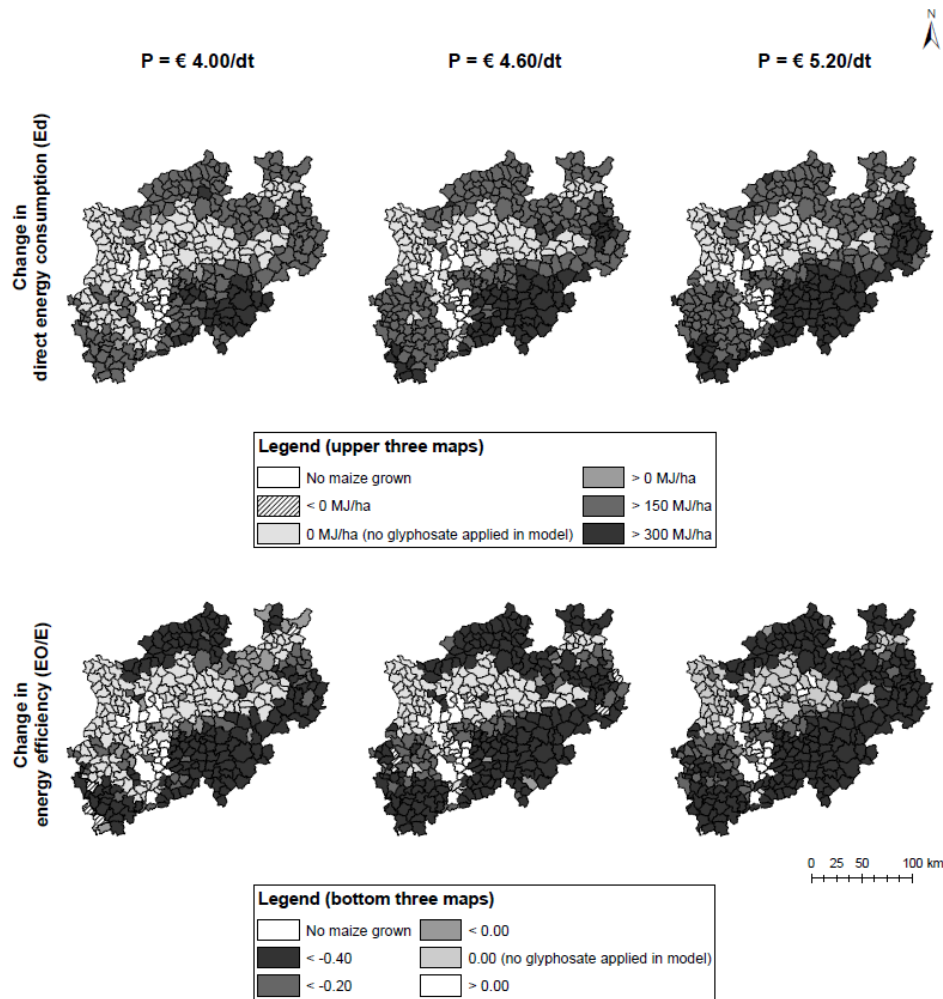 N
P = € 4.00/dt
P = € 4.60/dt
P = € 5.20/dt
Change in
direct energy consumption (Ed)
Legend (upper three maps)
No maize grown
> 0 MJ/ha
< 0 MJ/ha
> 150 MJ/ha
0 MJ/ha (no glyphosate applied in model)
> 300 MJ/ha
Change in
energy efficiency (EO/E)
0 25 50 100 km
Legend (bottom three maps)
No maize grown
< 0.00
< -0.40
0.00 (no glyphosate applied in model)
< -0.20
> 0.00